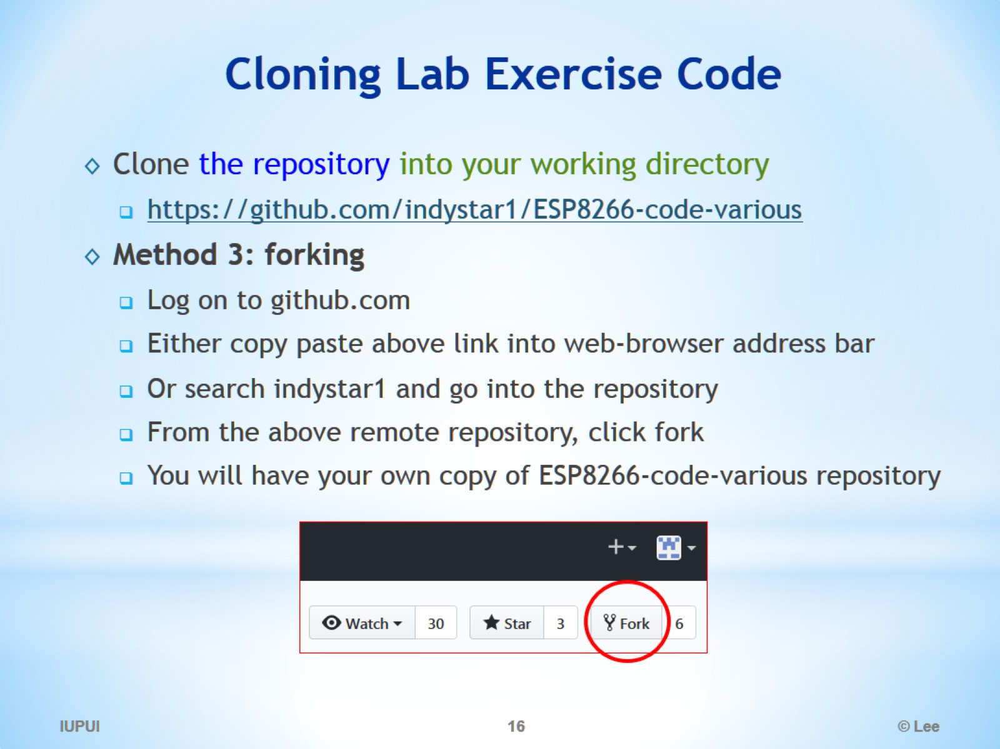 Cloning Lab Exercise Code
Clone the repository into your working directory
https://github.com/indystar1/ESP8266-code-various
Method 3: forking
Log on to github.com
Either copy paste above link into web-browser address bar
Or search indystar1 and go into the repository
From the above remote repository, click fork
You will have your own copy of ESP8266-code-various repository
Watch 30 Star 3 Fork 6
IUPUI 16 © Lee